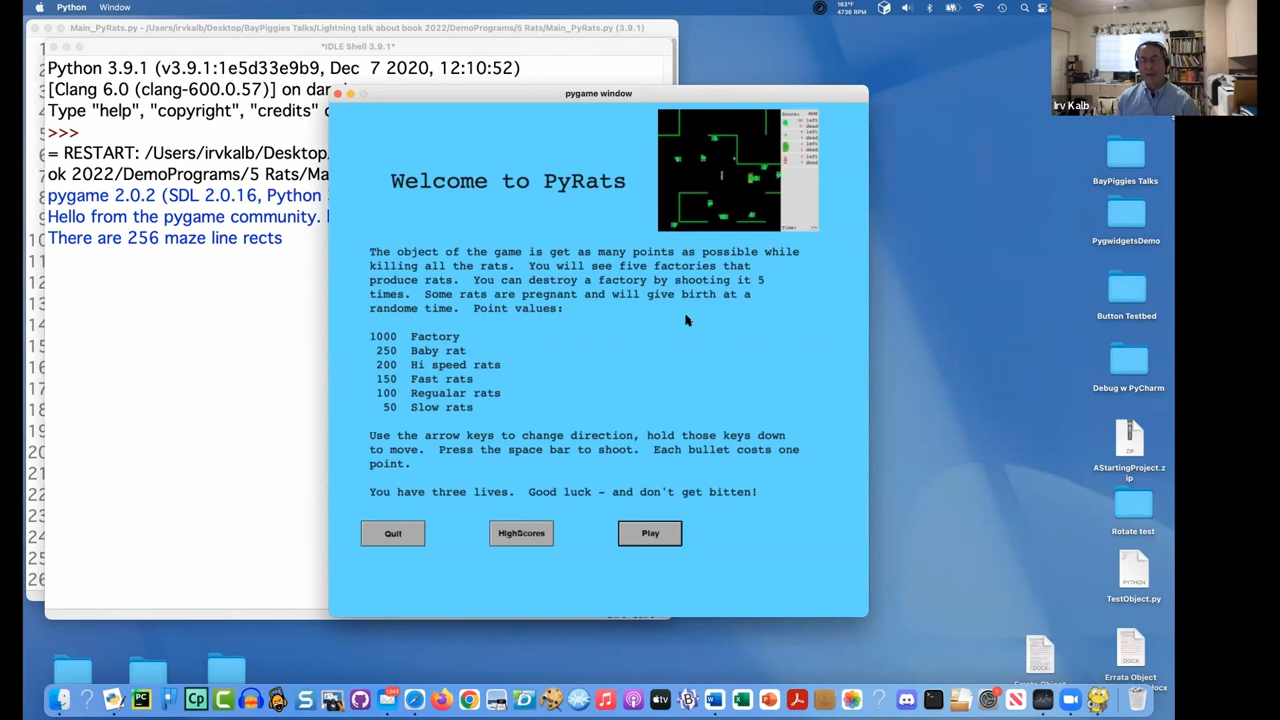 Python Window
163°F
4736 RPM
Main_PyRats.py - /Users/irvkalb/Desktop/BayPiggies Talks/Lightning talk about book 2022/DemoPrograms/5 Rats/Main_PyRats.py (3.9.1)
*IDLE Shell 3.9.1*
Python 3.9.1 (v3.9.1:1e5d33e9b9, Dec 7 2020, 12:10:52)
[Clang 6.0 (clang-600.0.57)] on dar
Type "help", "copyright", "credits"
>>>
= RESTART: /Users/irvkalb/Desktop
ok 2022/DemoPrograms/5 Rats/Ma
pygame 2.0.2 (SDL 2.0.16, Python
Hello from the pygame community.
There are 256 maze line rects
pygame window
Welcome to PyRats
The object of the game is get as many points as possible while
killing all the rats. You will see five factories that
produce rats. You can destroy a factory by shooting it 5
times. Some rats are pregnant and will give birth at a
randome time. Point values:
1000 Factory
250 Baby rat
200 Hi speed rats
150 Fast rats
100 Regualar rats
50 Slow rats
Use the arrow keys to change direction, hold those keys down
to move. Press the space bar to shoot. Each bullet costs one
point.
You have three lives. Good luck - and don't get bitten!
Quit
HighScores
Play
Irv Kalb
BayPiggies Talks
PygwidgetsDemo
Button Testbed
Debug w PyCharm
ZIP
AStartingProject.z
ip
Rotate test
PYTHON
TestObject.py
DOCX
DOCX
Errata Object